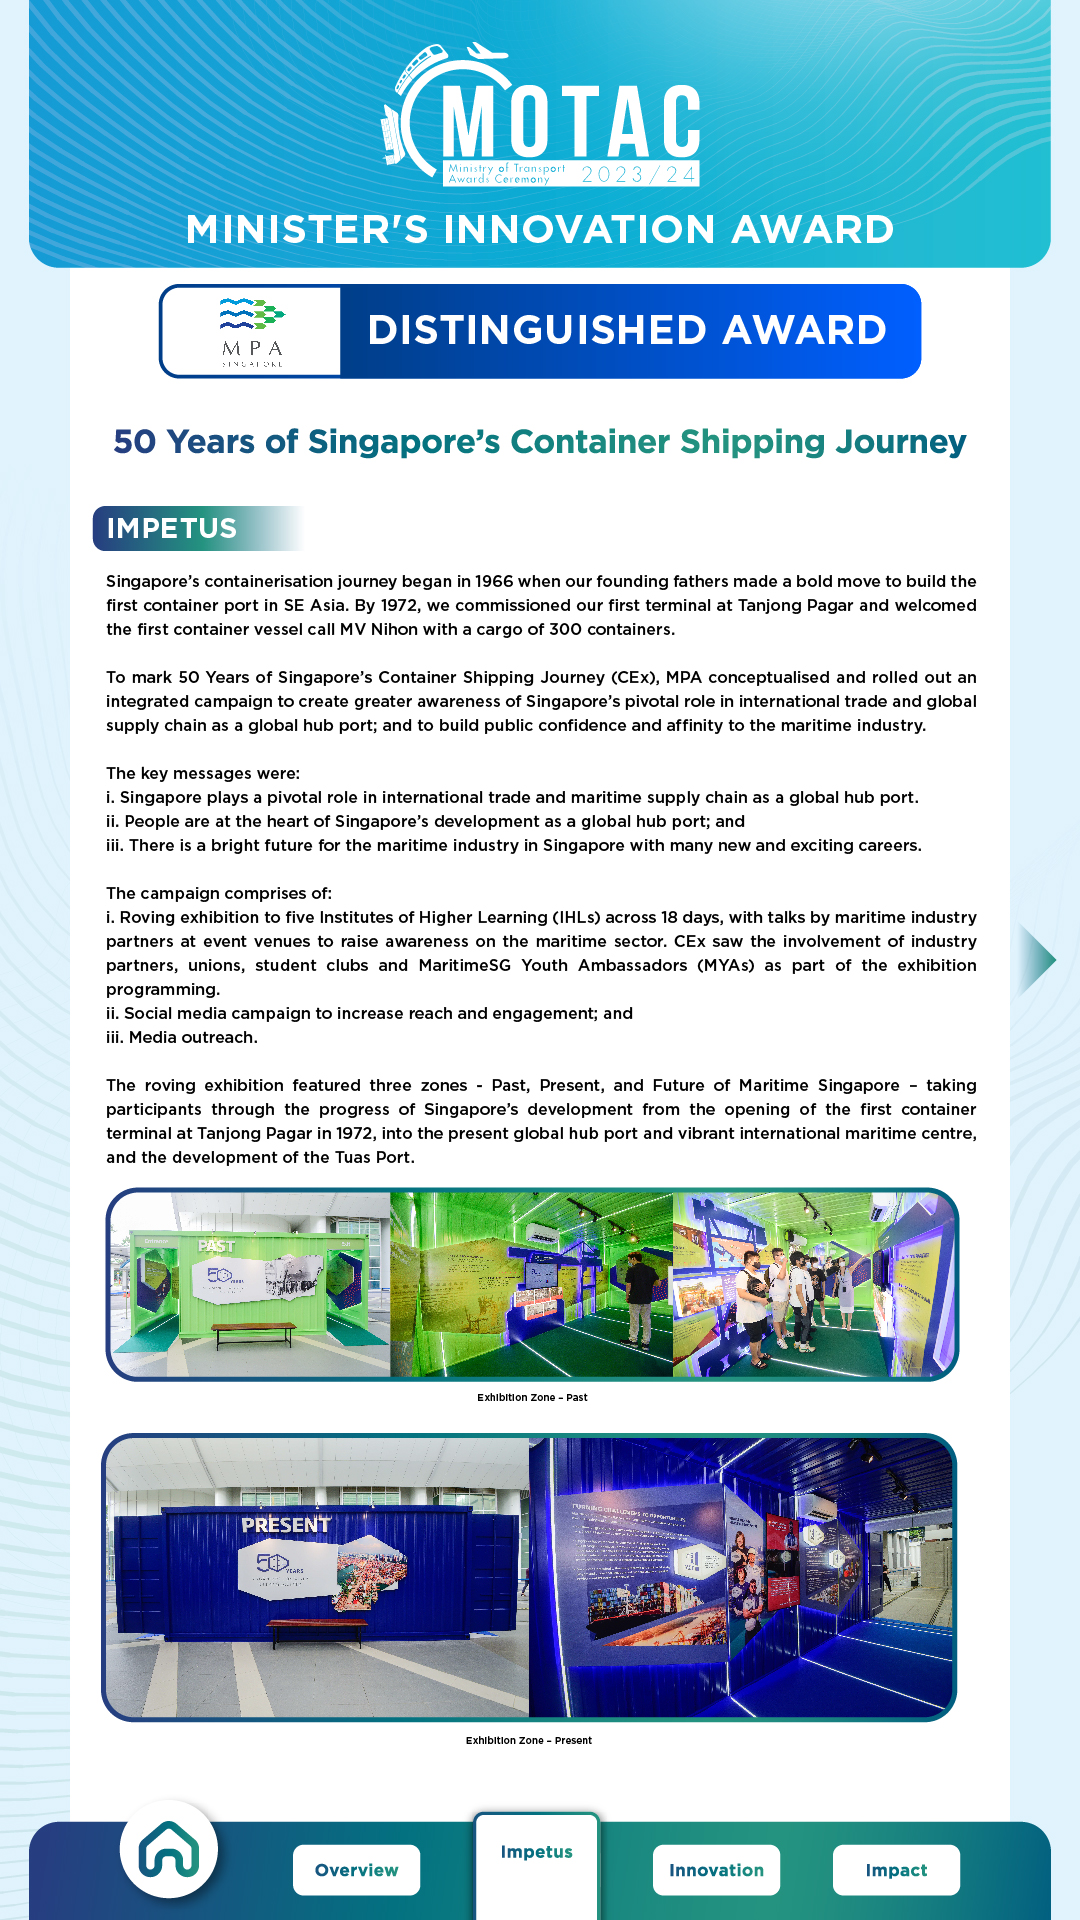 MOTAC
Ministry of Transport
Awards Ceremony
2023/24
MINISTER'S INNOVATION AWARD
MPA
SINGAPORE
DISTINGUISHED AWARD
50 Years of Singapore’s Container Shipping Journey
IMPETUS
Singapore’s containerisation journey began in 1966 when our founding fathers made a bold move to build the
first container port in SE Asia. By 1972, we commissioned our first terminal at Tanjong Pagar and welcomed
the first container vessel call MV Nihon with a cargo of 300 containers.
To mark 50 Years of Singapore’s Container Shipping Journey (CEx), MPA conceptualised and rolled out an
integrated campaign to create greater awareness of Singapore’s pivotal role in international trade and global
supply chain as a global hub port; and to build public confidence and affinity to the maritime industry.
The key messages were:
i. Singapore plays a pivotal role in international trade and maritime supply chain as a global hub port.
ii. People are at the heart of Singapore’s development as a global hub port; and
iii. There is a bright future for the maritime industry in Singapore with many new and exciting careers.
The campaign comprises of:
i. Roving exhibition to five Institutes of Higher Learning (IHLs) across 18 days, with talks by maritime industry
partners at event venues to raise awareness on the maritime sector. CEx saw the involvement of industry
partners, unions, student clubs and MaritimeSG Youth Ambassadors (MYAs) as part of the exhibition
programming.
ii. Social media campaign to increase reach and engagement; and
iii. Media outreach.
The roving exhibition featured three zones - Past, Present, and Future of Maritime Singapore – taking
participants through the progress of Singapore’s development from the opening of the first container
terminal at Tanjong Pagar in 1972, into the present global hub port and vibrant international maritime centre,
and the development of the Tuas Port.
PAST
50
YEARS
Exhibition Zone – Past
PRESENT
50
YEARS
TURNING CHALLENGES TO OPPORTUNITIES
Exhibition Zone – Present
Overview
Impetus
Innovation
Impact